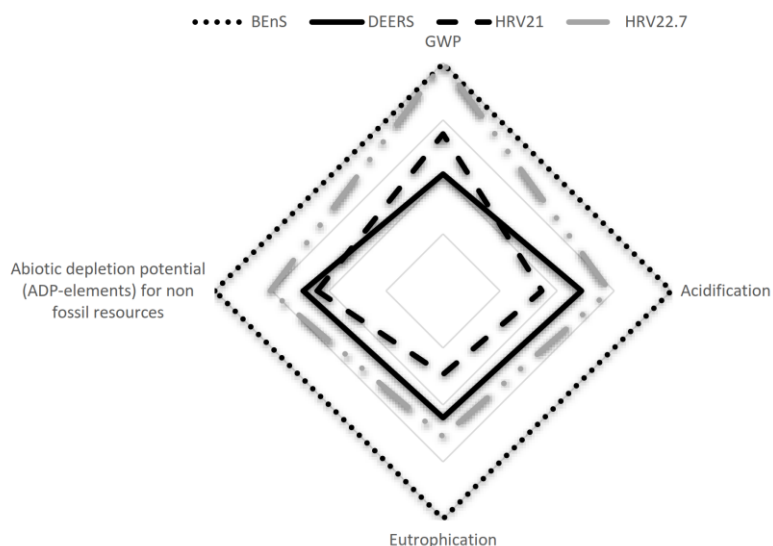 BEnS DEERS HRV21 HRV22.7
GWP
Abiotic depletion potential
(ADP-elements) for non
fossil resources
Acidification
Eutrophication